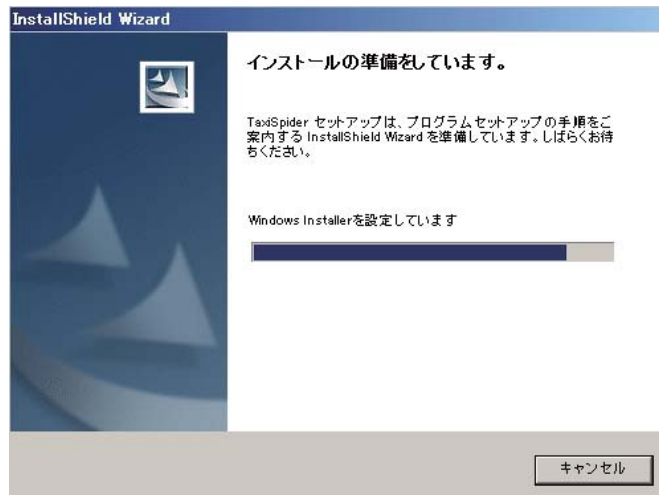 InstallShield Wizard
インストールの準備をしています。
TaxiSpider セットアップは、プログラムセットアップの手順をご
案内する InstallShield Wizard を準備しています。しばらくお待
ちください。
Windows Installerを設定しています
キャンセル